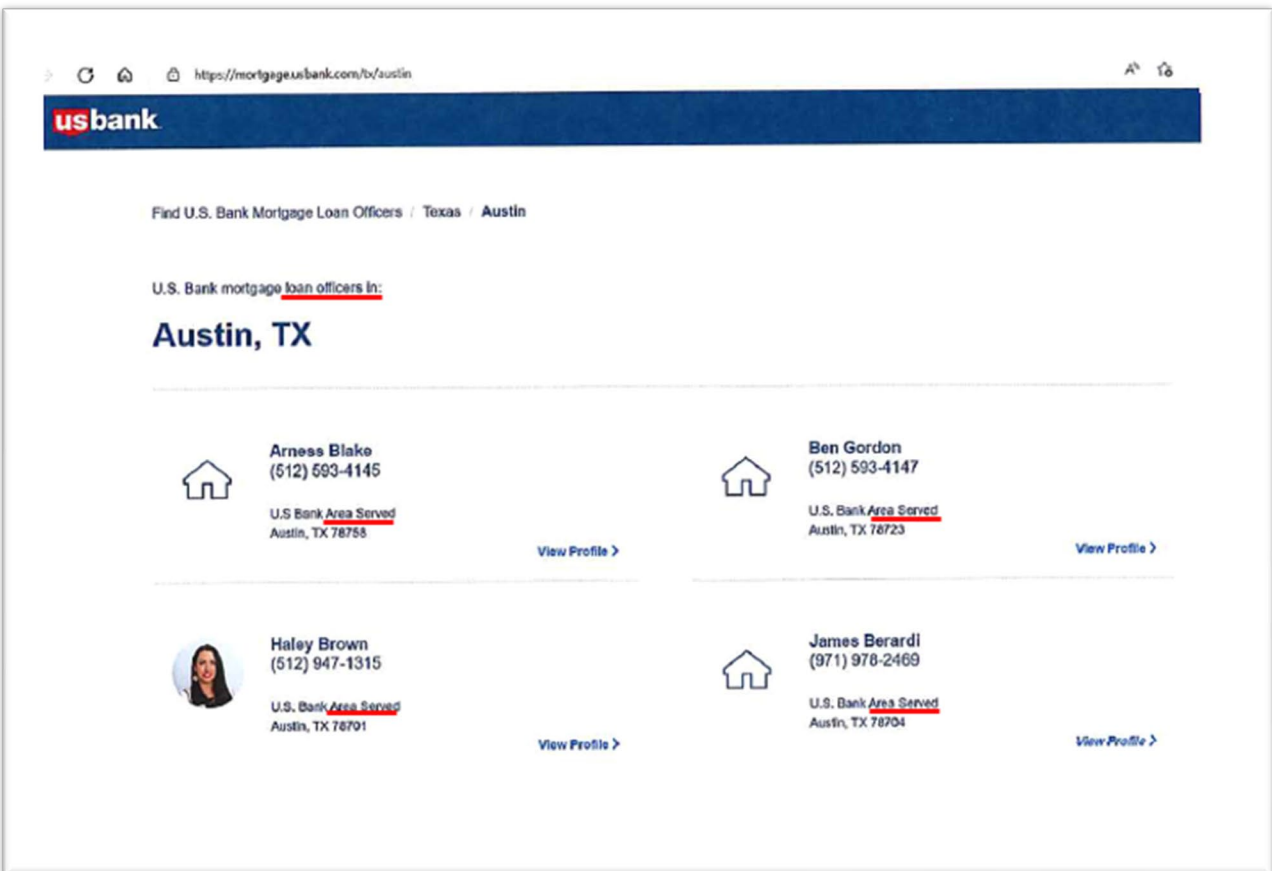 https://mortgage.usbank.com/tx/austin
usbank
Find U.S. Bank Mortgage Loan Officers / Texas / Austin
U.S. Bank mortgage loan officers in:
Austin, TX
Arness Blake
(512) 593-4145
U.S Bank Area Served
Austin, TX 78758
View Profile >
Ben Gordon
(512) 593-4147
U.S. Bank Area Served
Austin, TX 78723
View Profile >
Haley Brown
(512) 947-1315
U.S. Bank Area Served
Austin, TX 78701
View Profile >
James Berardi
(971) 978-2469
U.S. Bank Area Served
Austin, TX 78704
View Profile >